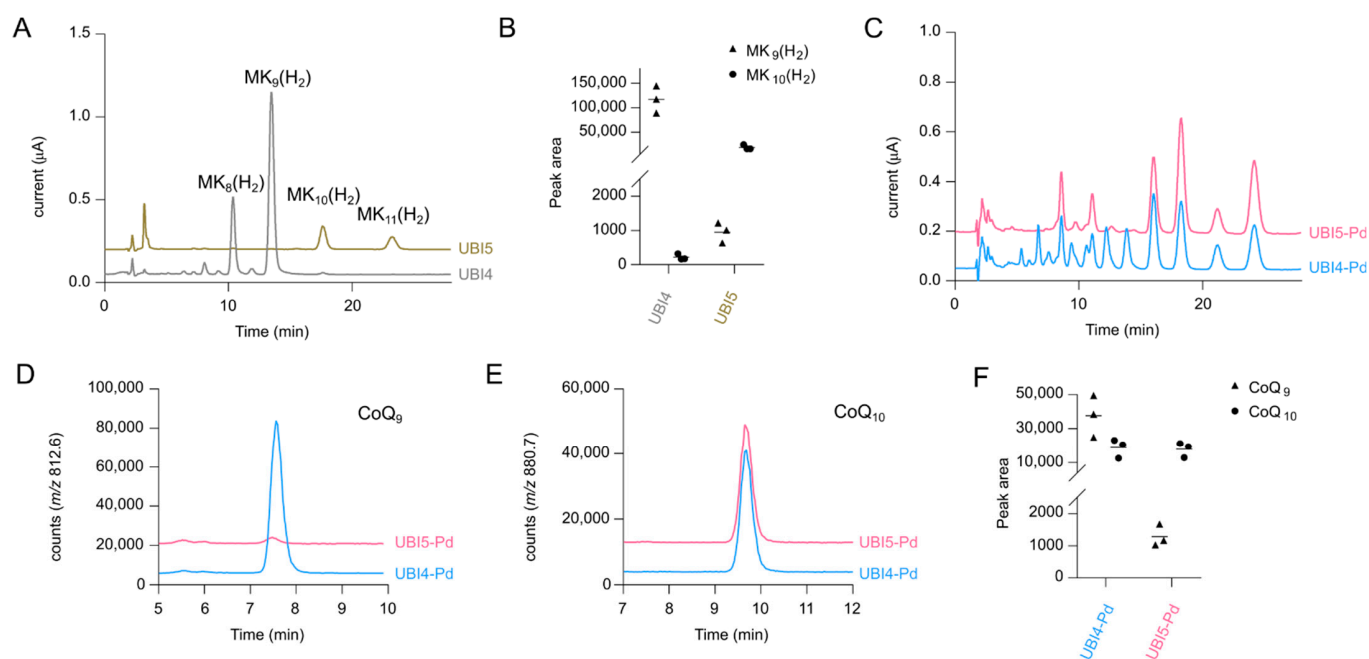 A
current (μA)
1.5
1.0
0.5
0.0
MK9(H2)
MK8(H2)
MK10(H2)
MK11(H2)
UBI5
UBI4
0
10
20
Time (min)
B
▲ MK9(H2)
● MK10(H2)
Peak area
150,000
100,000
50,000
2000
1000
0
UBI4
UBI5
C
current (μA)
1.0
0.8
0.6
0.4
0.2
0.0
UBI5-Pd
UBI4-Pd
0
10
20
Time (min)
D
counts (m/z 812.6)
100,000
80,000
60,000
40,000
20,000
0
CoQ9
UBI5-Pd
UBI4-Pd
5
6
7
8
9
10
Time (min)
E
counts (m/z 880.7)
60,000
40,000
20,000
0
CoQ10
UBI5-Pd
UBI4-Pd
7
8
9
10
11
12
Time (min)
F
▲ CoQ9
● CoQ10
Peak area
50,000
30,000
10,000
2000
1000
0
UBI4-Pd
UBI5-Pd